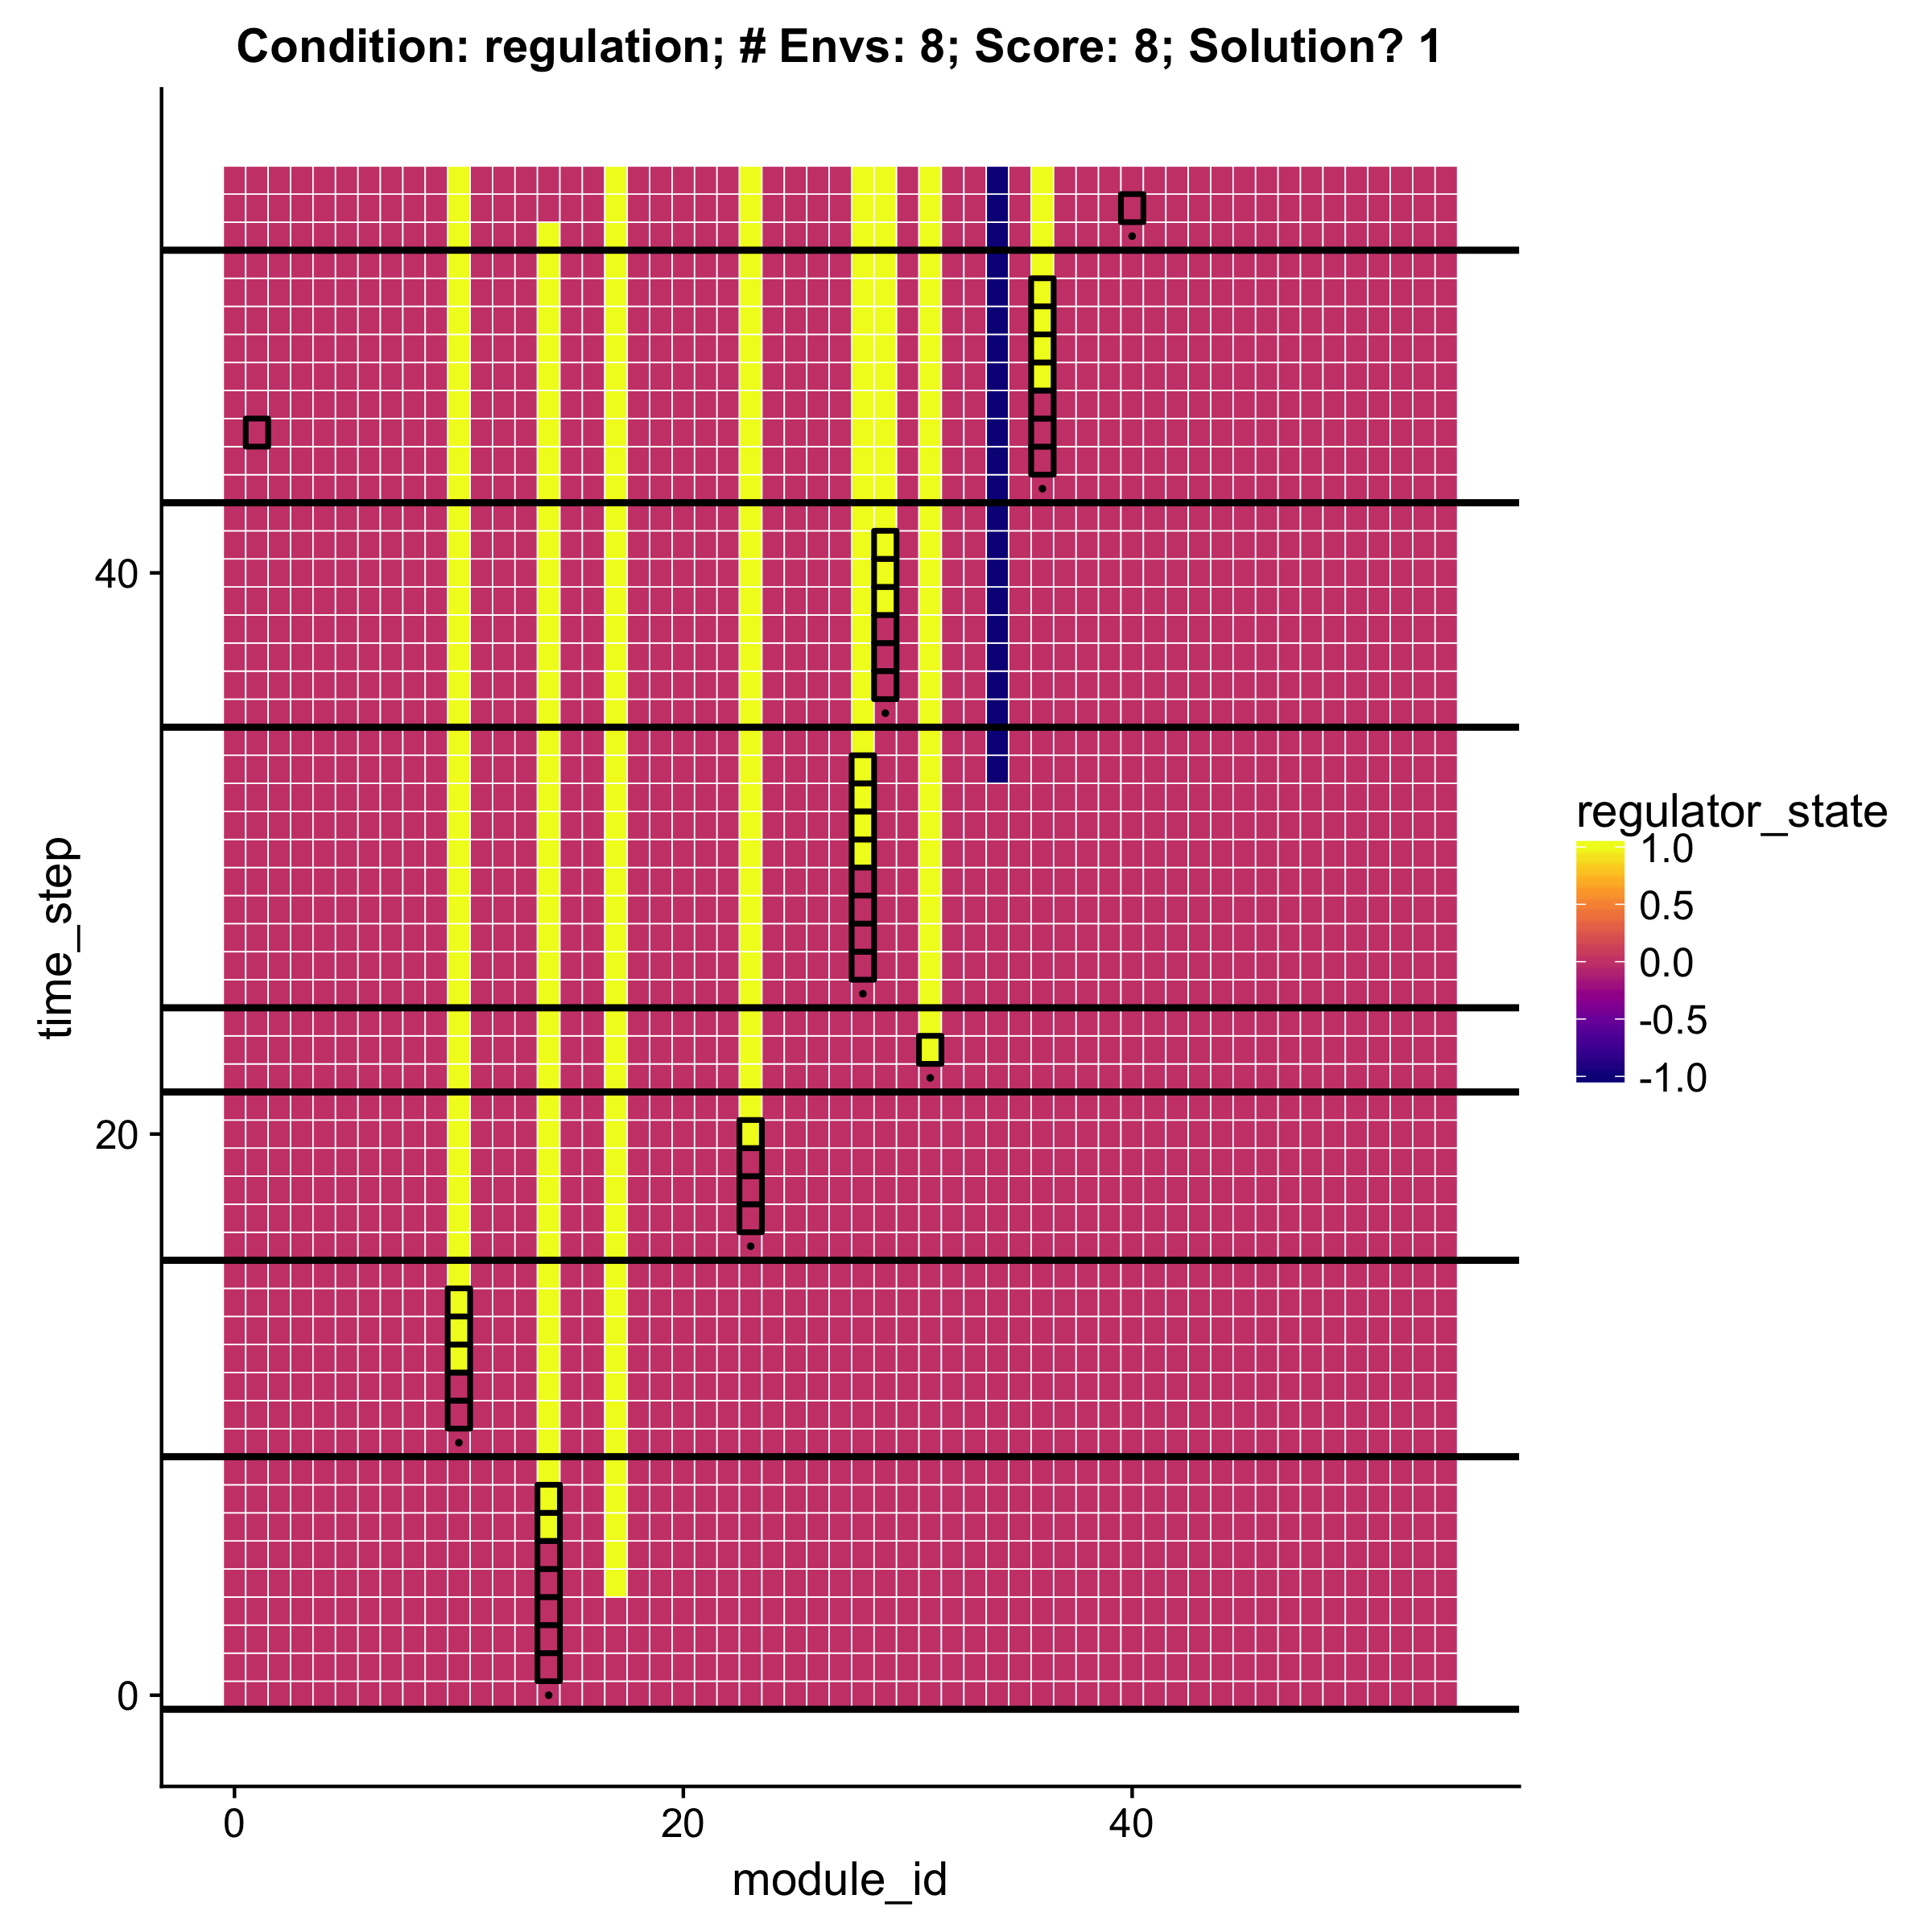 Condition: regulation; # Envs: 8; Score: 8; Solution? 1
40
20
0
time_step
0
20
40
module_id
regulator_state
1.0
0.5
0.0
-0.5
-1.0